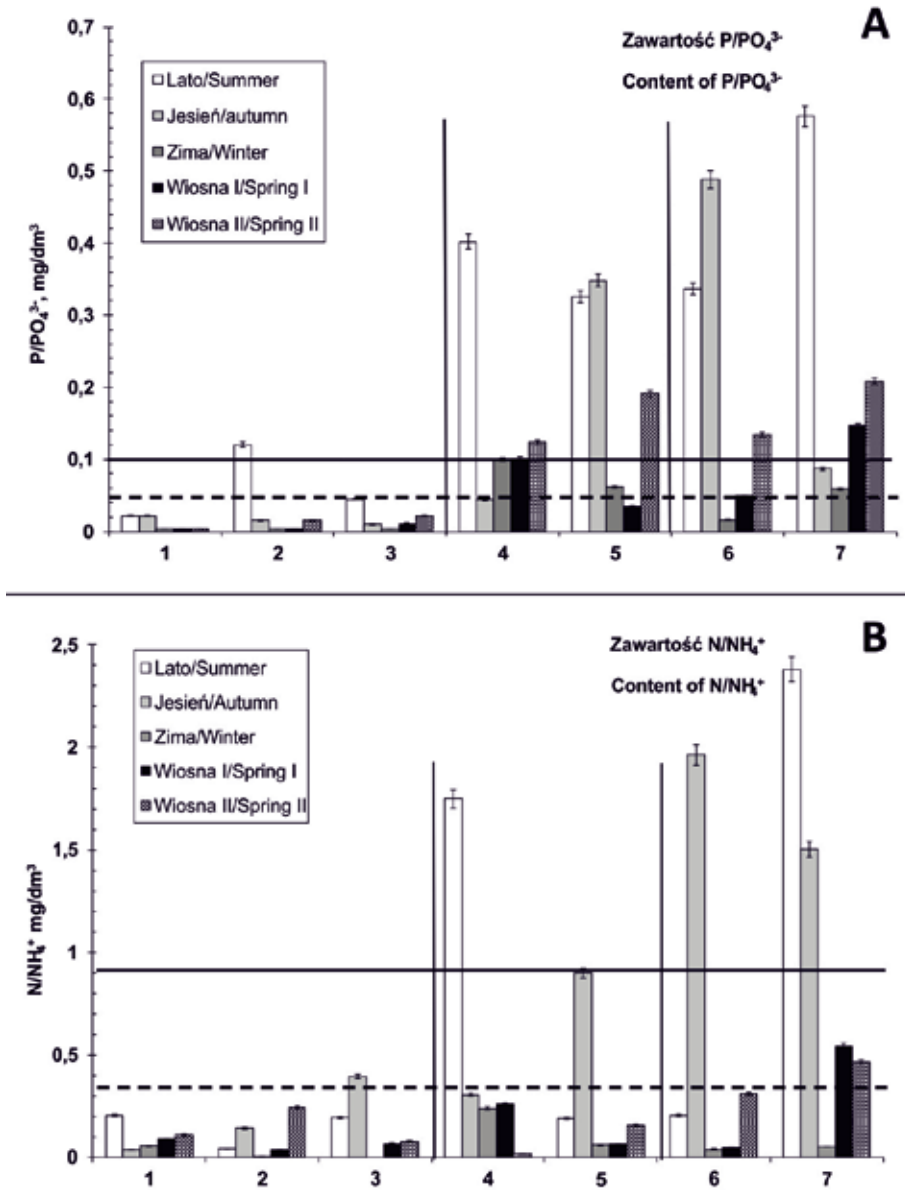 A
Zawartość P/PO₄³⁻
Content of P/PO₄³⁻
Lato/Summer
Jesień/autumn
Zima/Winter
Wiosna I/Spring I
Wiosna II/Spring II
P/PO₄³⁻, mg/dm³
0,7
0,6
0,5
0,4
0,3
0,2
0,1
0
1 2 3 4 5 6 7
B
Zawartość N/NH₄⁺
Content of N/NH₄⁺
Lato/Summer
Jesień/Autumn
Zima/Winter
Wiosna I/Spring I
Wiosna II/Spring II
N/NH₄⁺ mg/dm³
2,5
2
1,5
1
0,5
0
1 2 3 4 5 6 7